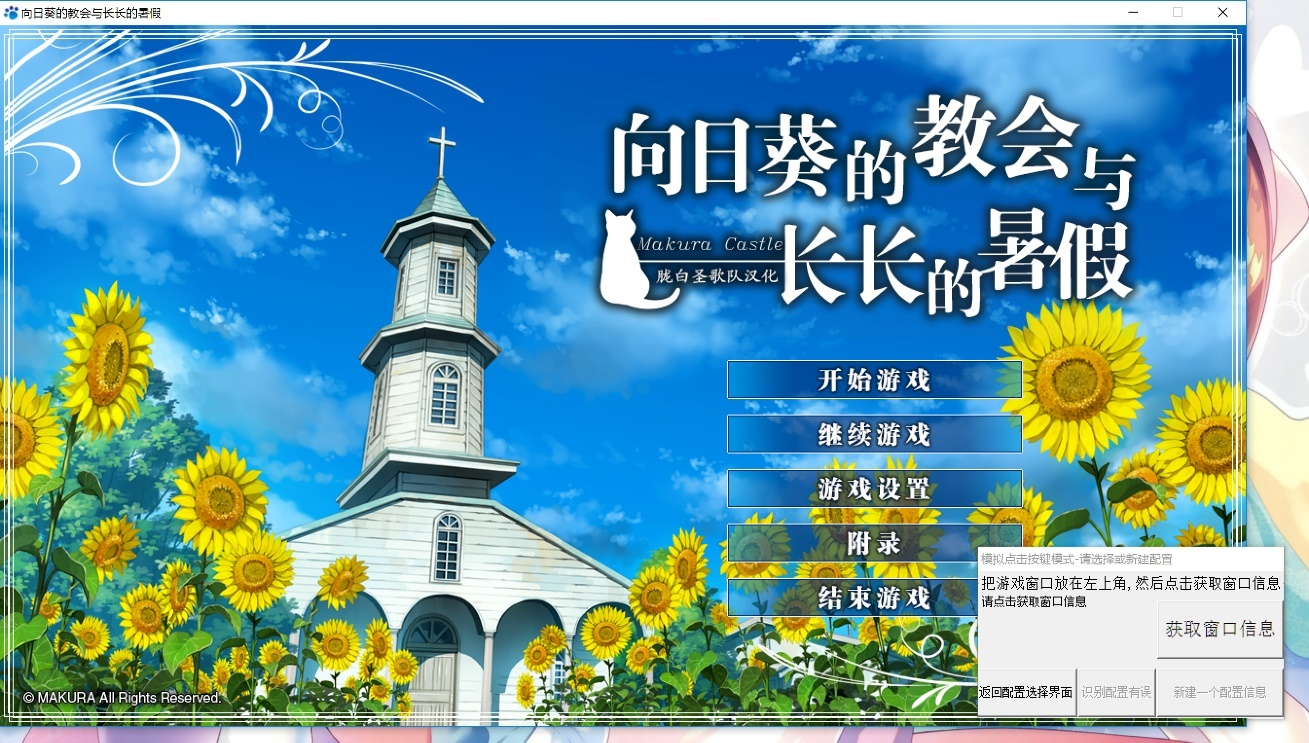 向日葵的教会与长长的暑假
向日葵的教会与
长长的暑假
Makura Castle
胧白圣歌队汉化
开始游戏
继续游戏
游戏设置
附录
结束游戏
模拟点击按键模式-请选择或新建配置
把游戏窗口放在左上角,然后点击获取窗口信息
请点击获取窗口信息
获取窗口信息
返回配置选择界面
识别配置有误
新建一个配置信息
© MAKURA All Rights Reserved.